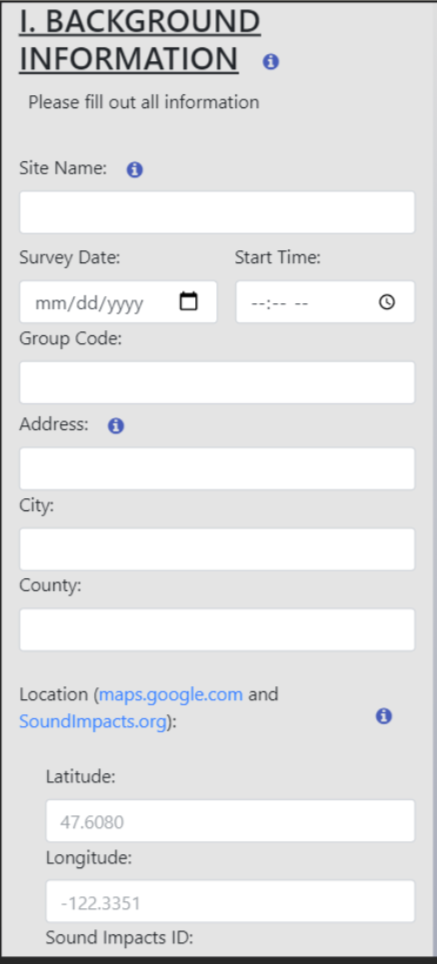 I. BACKGROUND
INFORMATION
Please fill out all information
Site Name:
Survey Date: Start Time:
mm/dd/yyyy --:-- --
Group Code:
Address:
City:
County:
Location (maps.google.com and
SoundImpacts.org):
Latitude:
47.6080
Longitude:
-122.3351
Sound Impacts ID: